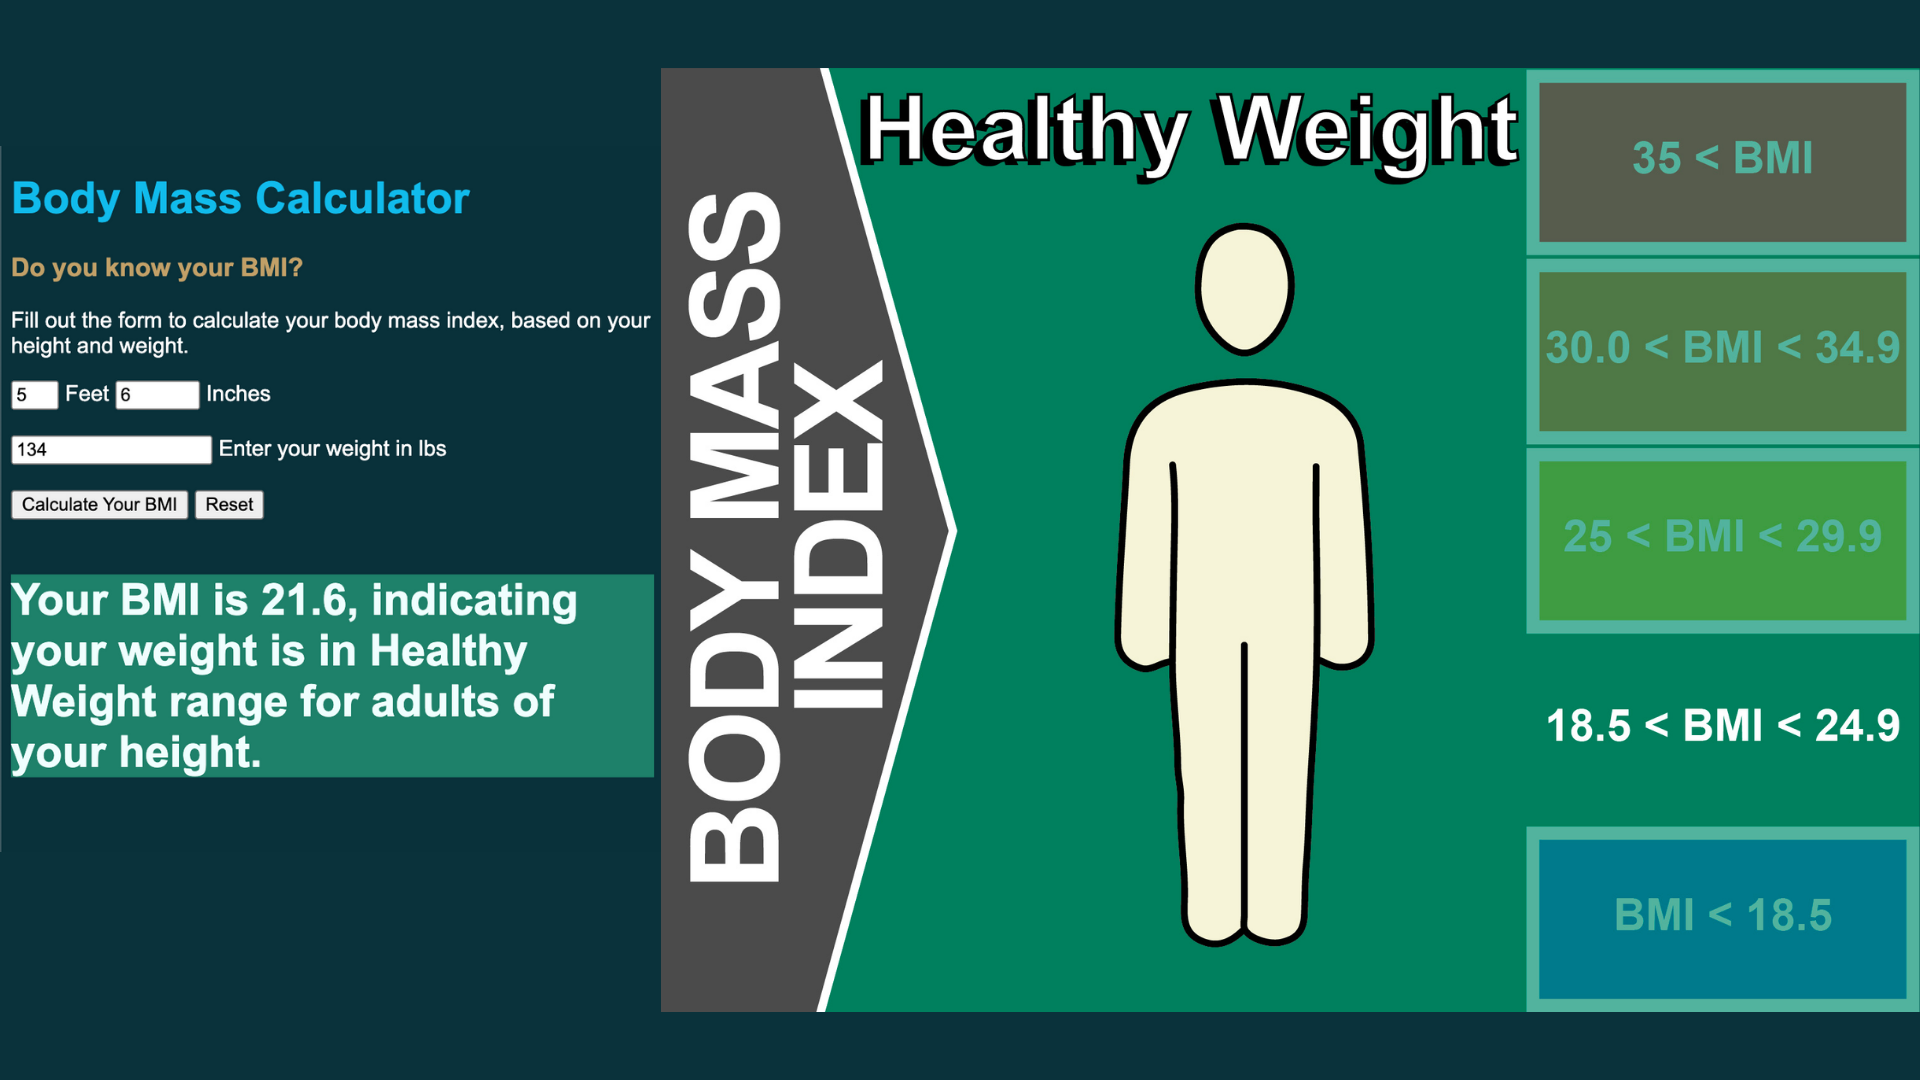 Body Mass Calculator
Do you know your BMI?
Fill out the form to calculate your body mass index, based on your
height and weight.
5 Feet 6 Inches
134 Enter your weight in lbs
Calculate Your BMI Reset
Your BMI is 21.6, indicating
your weight is in Healthy
Weight range for adults of
your height.
BODY MASS
INDEX
Healthy Weight
35 < BMI
30.0 < BMI < 34.9
25 < BMI < 29.9
18.5 < BMI < 24.9
BMI < 18.5